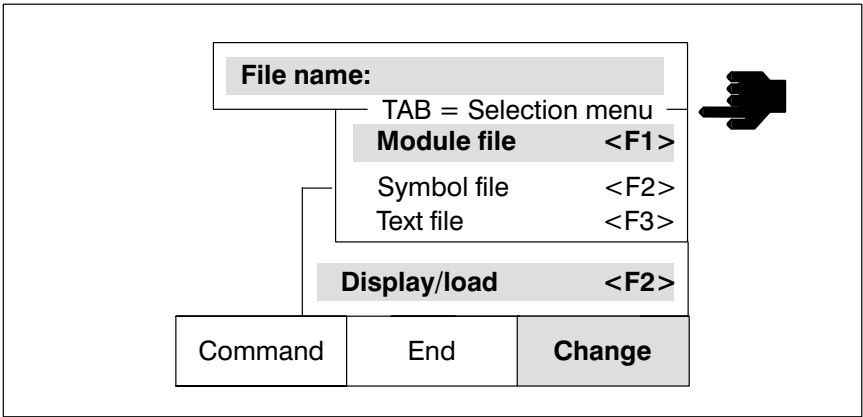 File name:
TAB = Selection menu
Module file <F1>
Symbol file <F2>
Text file <F3>
Display/load <F2>
Command End Change